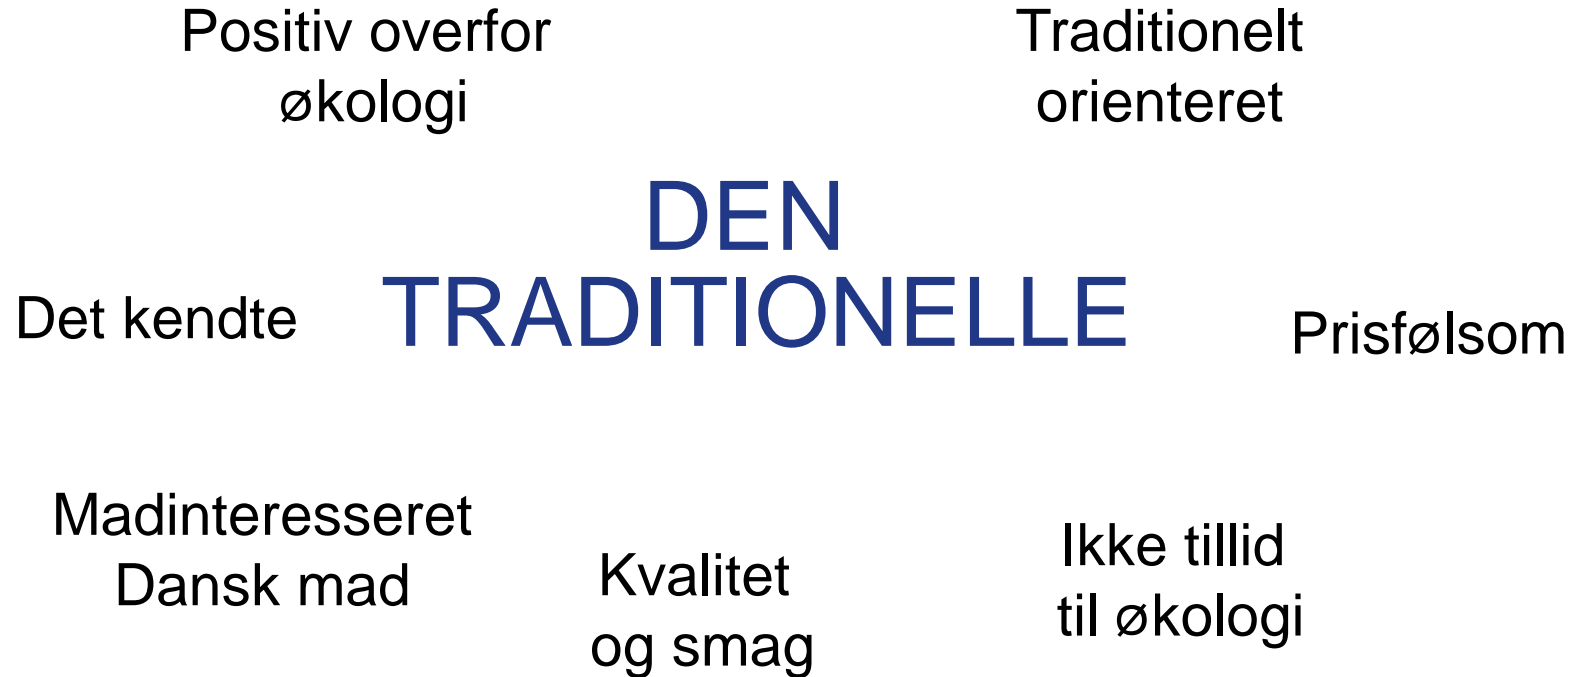 Positiv overfor
økologi
Traditionelt
orienteret
DEN
TRADITIONELLE
Det kendte
Prisfølsom
Madinteresseret
Dansk mad
Kvalitet
og smag
Ikke tillid
til økologi